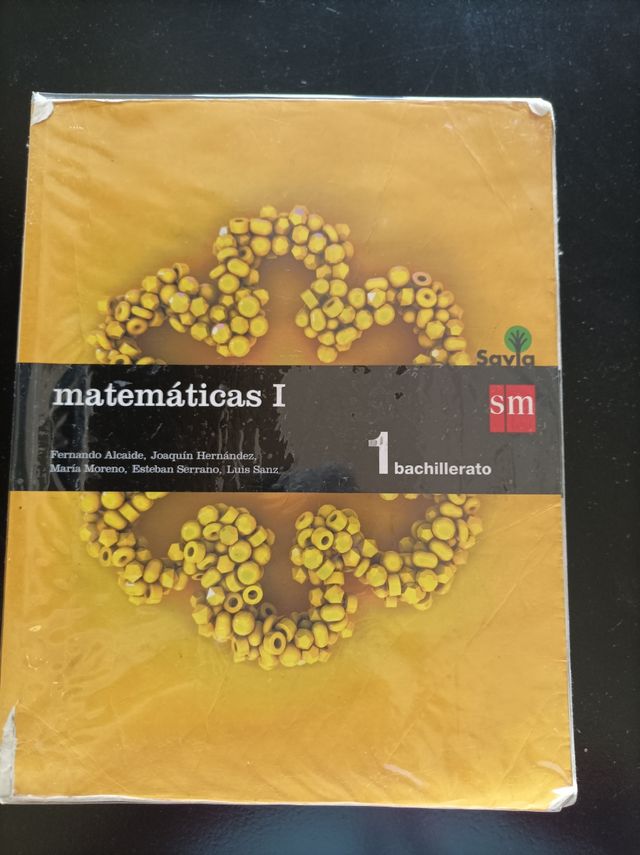 Savia
matemáticas I
sm
Fernando Alcaide, Joaquín Hernández,
María Moreno, Esteban Serrano, Luis Sanz
1 bachillerato